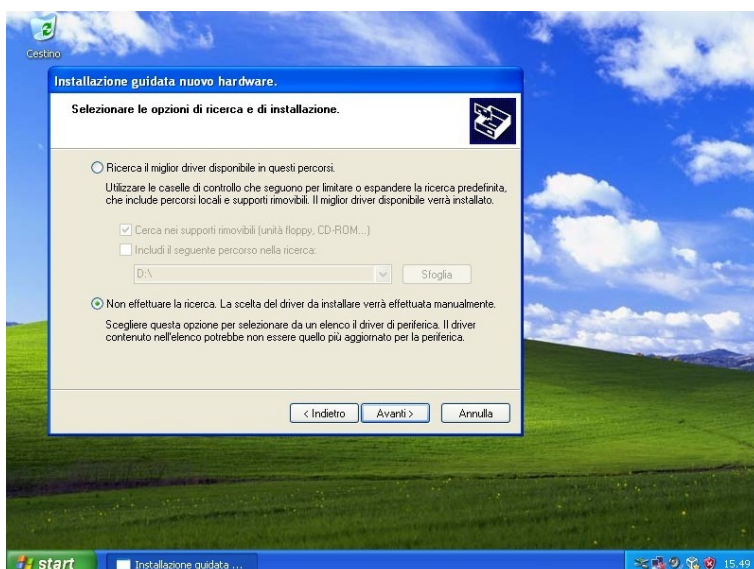 Cestino
Installazione guidata nuovo hardware.
Selezionare le opzioni di ricerca e di installazione.
Ricerca il miglior driver disponibile in questi percorsi.
Utilizzare le caselle di controllo che seguono per limitare o espandere la ricerca predefinita,
che include percorsi locali e supporti rimovibili. Il miglior driver disponibile verrà installato.
Cerca nei supporti rimovibili (unità floppy, CD-ROM...)
Includi il seguente percorso nella ricerca:
D:\ Sfoglia
Non effettuare la ricerca. La scelta del driver da installare verrà effettuata manualmente.
Scegliere questa opzione per selezionare da un elenco il driver di periferica. Il driver
contenuto nell'elenco potrebbe non essere quello più aggiornato per la periferica.
< Indietro Avanti > Annulla
start Installazione guidata ... 15.49